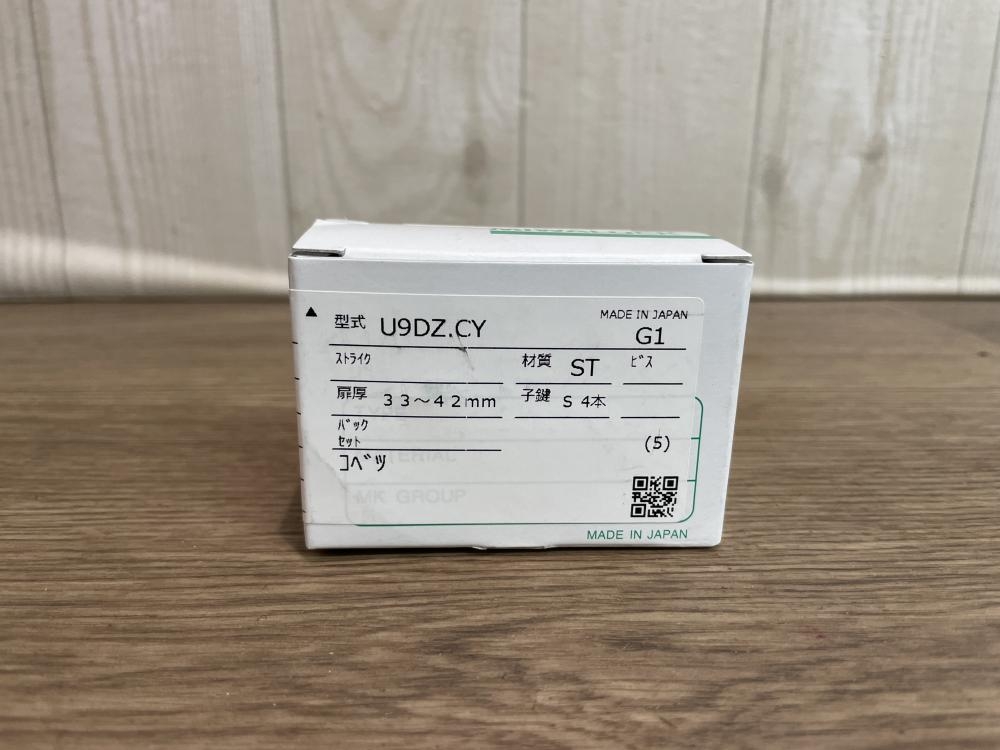 ▲ 型式 U9DZ.CY MADE IN JAPAN
G1
ストライク 材質 ST ビス
扉厚 33～42mm 子鍵 S 4本
バック
セット (5)
コベツ
MATERIAL
MK GROUP
MADE IN JAPAN